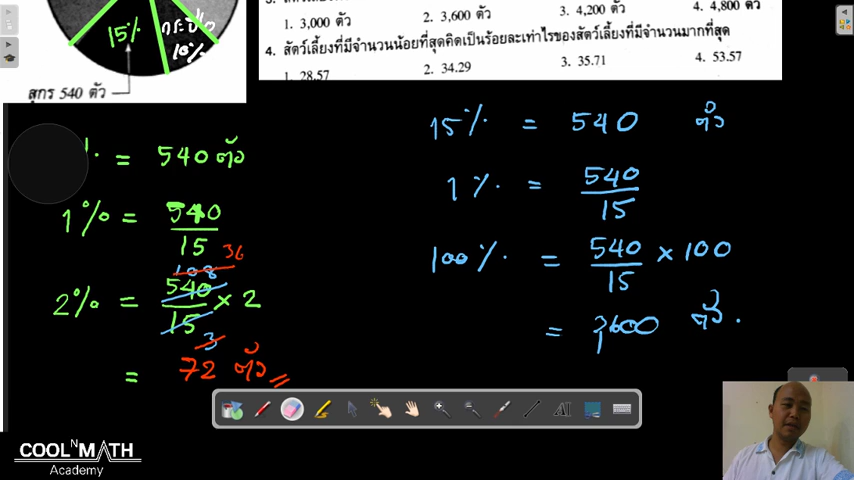 15%
กระบือ
10%
สุกร 540 ตัว
1. 3,000 ตัว 2. 3,600 ตัว 3. 4,200 ตัว 4. 4,800 ตัว
4. สัตว์เลี้ยงที่มีจำนวนน้อยที่สุดคิดเป็นร้อยละเท่าไรของสัตว์เลี้ยงที่มีจำนวนมากที่สุด
1. 28.57 2. 34.29 3. 35.71 4. 53.57
%. = 540 ตัว
1% = 540/15
36
108
2% = 540/15 × 2
3
= 72 ตัว
15% = 540 ตัว
1%. = 540/15
100%. = 540/15 × 100
= 3,600 ตัว.
AI
COOL N MATH
Academy